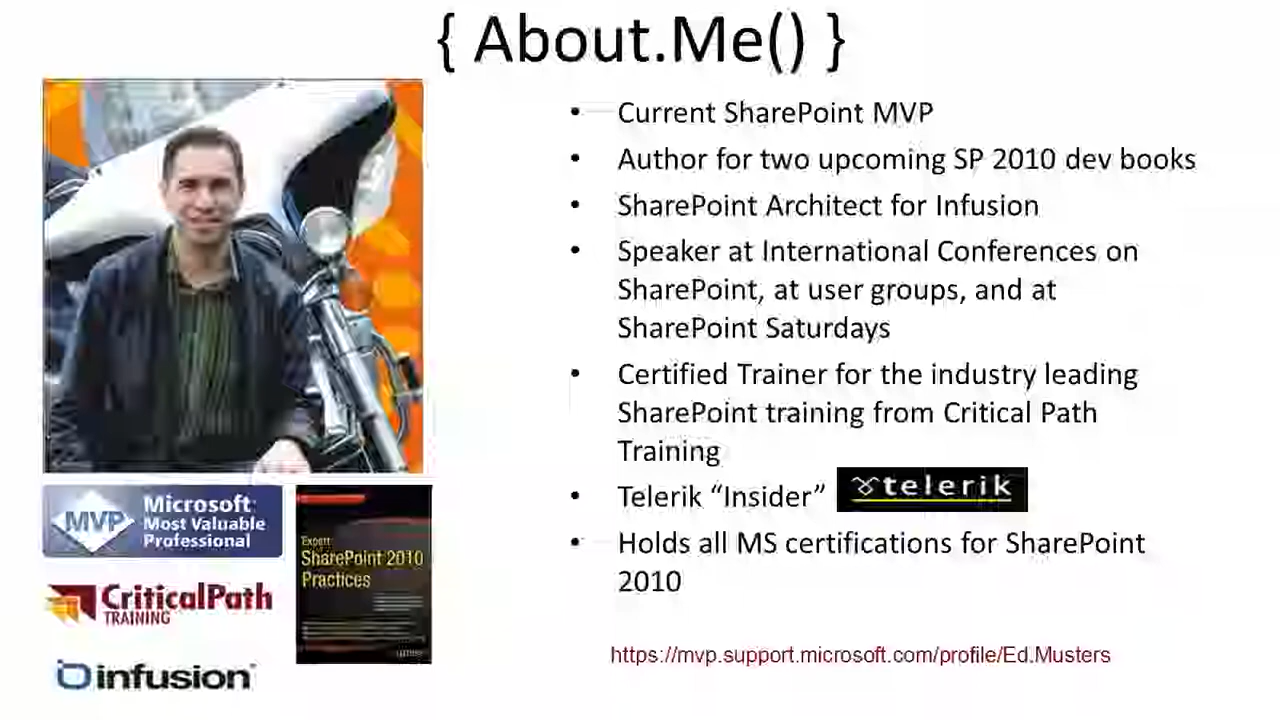 { About.Me() }
• Current SharePoint MVP
• Author for two upcoming SP 2010 dev books
• SharePoint Architect for Infusion
• Speaker at International Conferences on
SharePoint, at user groups, and at
SharePoint Saturdays
• Certified Trainer for the industry leading
SharePoint training from Critical Path
Training
• Telerik “Insider”
telerik
• Holds all MS certifications for SharePoint
2010
https://mvp.support.microsoft.com/profile/Ed.Musters
MVP
Microsoft
Most Valuable
Professional
Expert
SharePoint 2010
Practices
CriticalPath
TRAINING
infusion